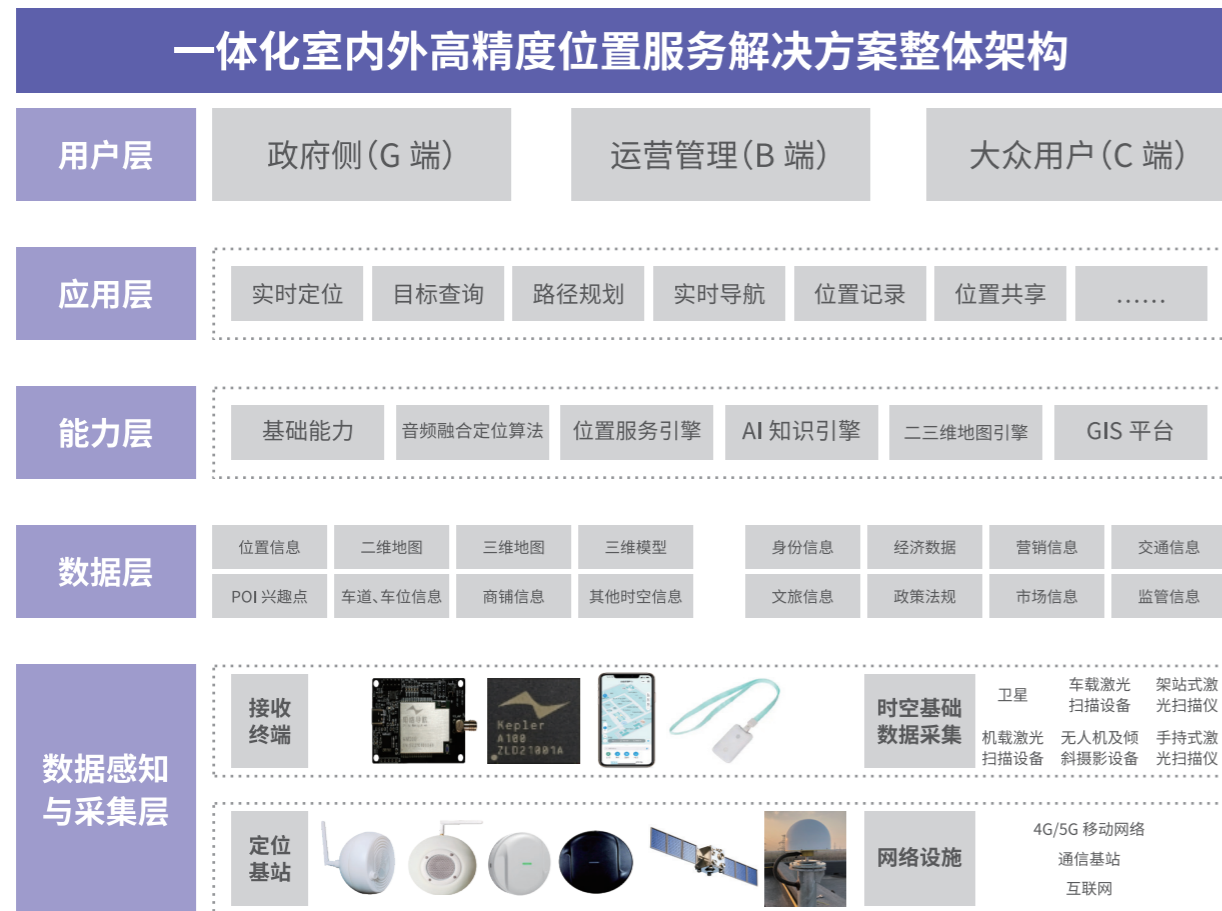 一体化室内外高精度位置服务解决方案整体架构
用户层
政府侧（G 端）
运营管理（B 端）
大众用户（C 端）
应用层
实时定位
目标查询
路径规划
实时导航
位置记录
位置共享
……
能力层
基础能力
音频融合定位算法
位置服务引擎
AI 知识引擎
二三维地图引擎
GIS 平台
数据层
位置信息
二维地图
三维地图
三维模型
身份信息
经济数据
营销信息
交通信息
POI 兴趣点
车道、车位信息
商铺信息
其他时空信息
文旅信息
政策法规
市场信息
监管信息
数据感知
与采集层
接收
终端
Kepler
A100
ZLD21001A
时空基础
数据采集
卫星
车载激光
扫描设备
架站式激
光扫描仪
机载激光
扫描设备
无人机及倾
斜摄影设备
手持式激
光扫描仪
定位
基站
网络设施
4G/5G 移动网络
通信基站
互联网